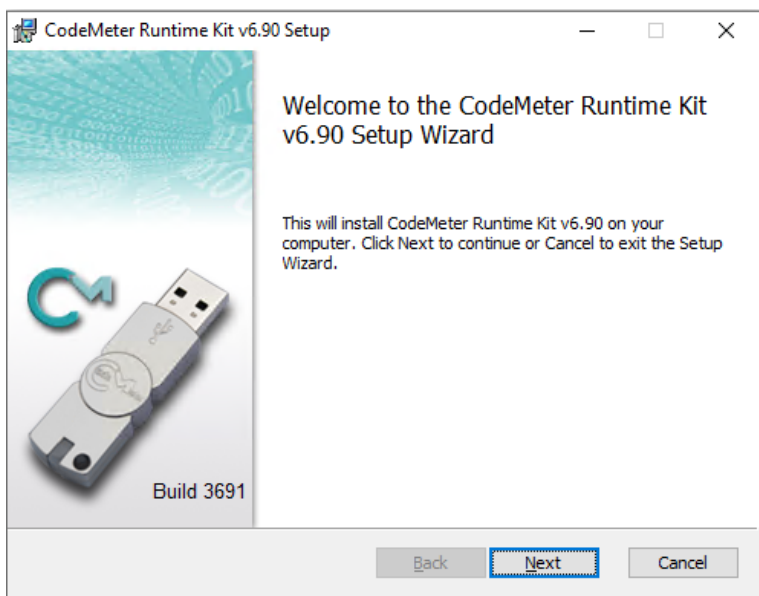 CodeMeter Runtime Kit v6.90 Setup
Welcome to the CodeMeter Runtime Kit
v6.90 Setup Wizard
This will install CodeMeter Runtime Kit v6.90 on your
computer. Click Next to continue or Cancel to exit the Setup
Wizard.
CM
Build 3691
Back
Next
Cancel